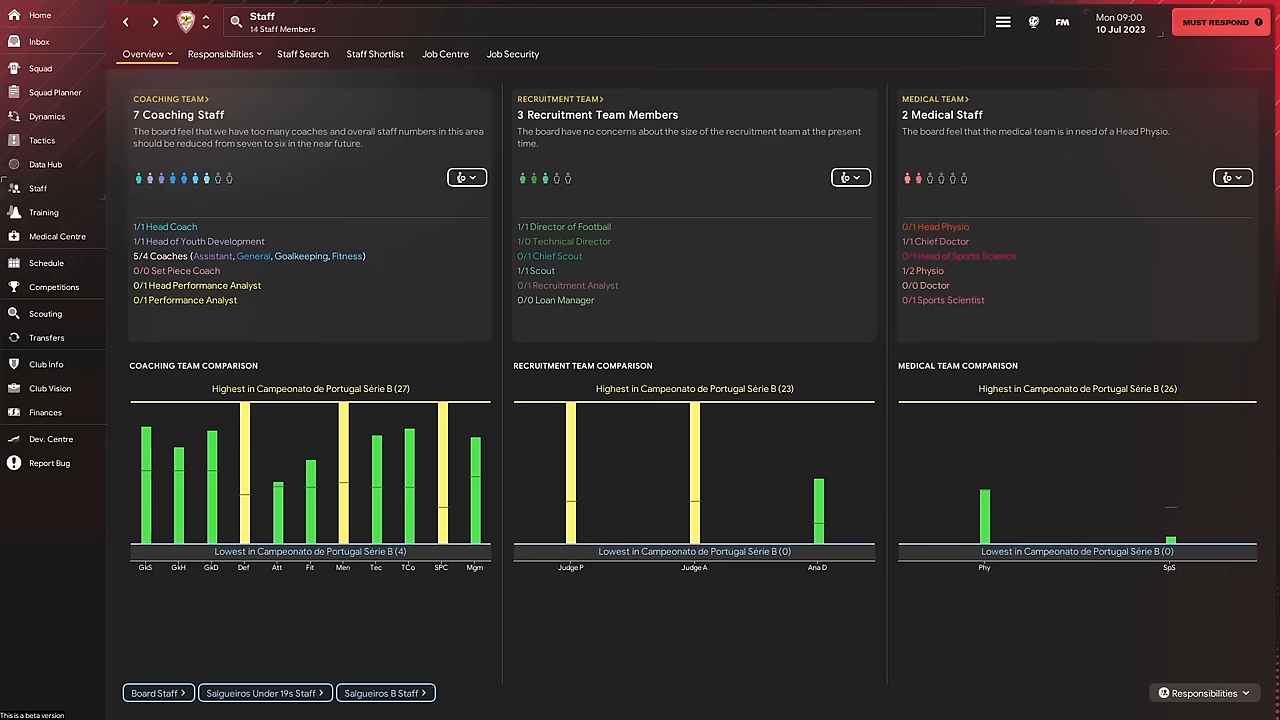 Home
Inbox
Squad
Squad Planner
Dynamics
Tactics
Data Hub
Staff
Training
Medical Centre
Schedule
Competitions
Scouting
Transfers
Club Info
Club Vision
Finances
Dev. Centre
Report Bug
This is a beta version
Staff
14 Staff Members
FM
Mon 09:00
10 Jul 2023
MUST RESPOND
Overview
Responsibilities
Staff Search
Staff Shortlist
Job Centre
Job Security
COACHING TEAM>
7 Coaching Staff
The board feel that we have too many coaches and overall staff numbers in this area
should be reduced from seven to six in the near future.
1/1 Head Coach
1/1 Head of Youth Development
5/4 Coaches (Assistant, General, Goalkeeping, Fitness)
0/0 Set Piece Coach
0/1 Head Performance Analyst
0/1 Performance Analyst
RECRUITMENT TEAM>
3 Recruitment Team Members
The board have no concerns about the size of the recruitment team at the present
time.
1/1 Director of Football
1/0 Technical Director
0/1 Chief Scout
1/1 Scout
0/1 Recruitment Analyst
0/0 Loan Manager
MEDICAL TEAM>
2 Medical Staff
The board feel that the medical team is in need of a Head Physio.
0/1 Head Physio
1/1 Chief Doctor
0/1 Head of Sports Science
1/2 Physio
0/0 Doctor
0/1 Sports Scientist
COACHING TEAM COMPARISON
Highest in Campeonato de Portugal Série B (27)
Lowest in Campeonato de Portugal Série B (4)
GkS GkH GkD Def Att Fit Men Tec TCo SPC Mgm
RECRUITMENT TEAM COMPARISON
Highest in Campeonato de Portugal Série B (23)
Lowest in Campeonato de Portugal Série B (0)
Judge P Judge A Ana D
MEDICAL TEAM COMPARISON
Highest in Campeonato de Portugal Série B (26)
Lowest in Campeonato de Portugal Série B (0)
Phy SpS
Board Staff >
Salgueiros Under 19s Staff >
Salgueiros B Staff >
Responsibilities